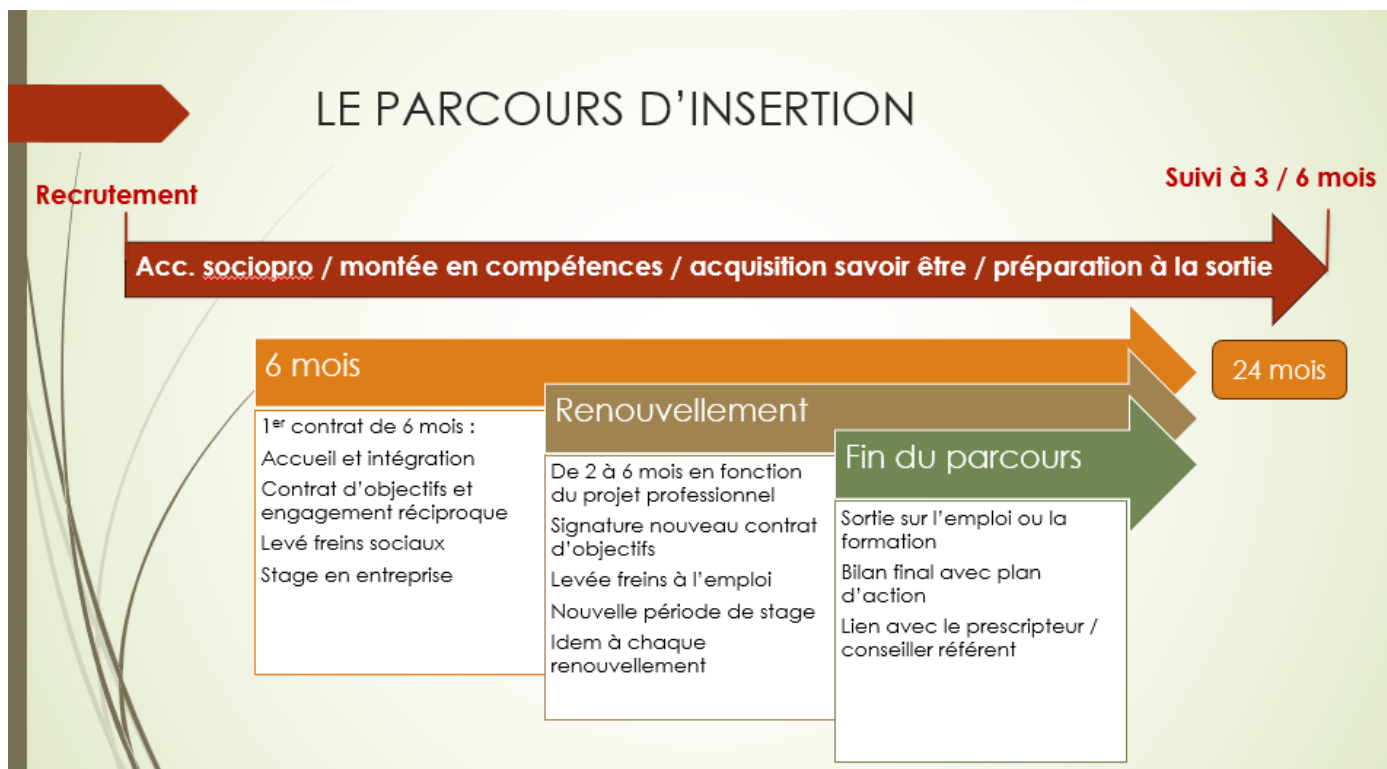 LE PARCOURS D’INSERTION
Recrutement
Suivi à 3 / 6 mois
Acc. sociopro / montée en compétences / acquisition savoir être / préparation à la sortie
6 mois
24 mois
1er contrat de 6 mois :
Accueil et intégration
Contrat d’objectifs et
engagement réciproque
Levé freins sociaux
Stage en entreprise
Renouvellement
De 2 à 6 mois en fonction
du projet professionnel
Signature nouveau contrat
d’objectifs
Levée freins à l’emploi
Nouvelle période de stage
Idem à chaque
renouvellement
Fin du parcours
Sortie sur l’emploi ou la
formation
Bilan final avec plan
d’action
Lien avec le prescripteur /
conseiller référent